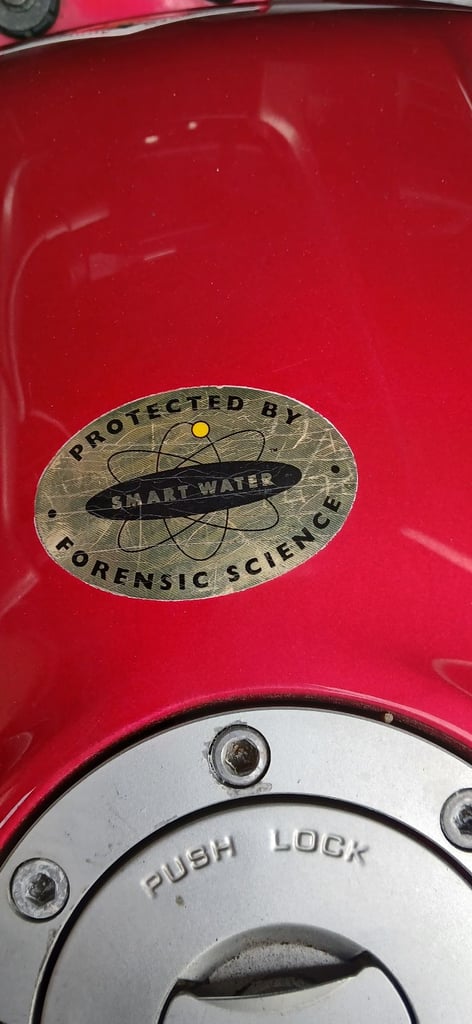 PROTECTED BY
SMART WATER
FORENSIC SCIENCE
PUSH LOCK